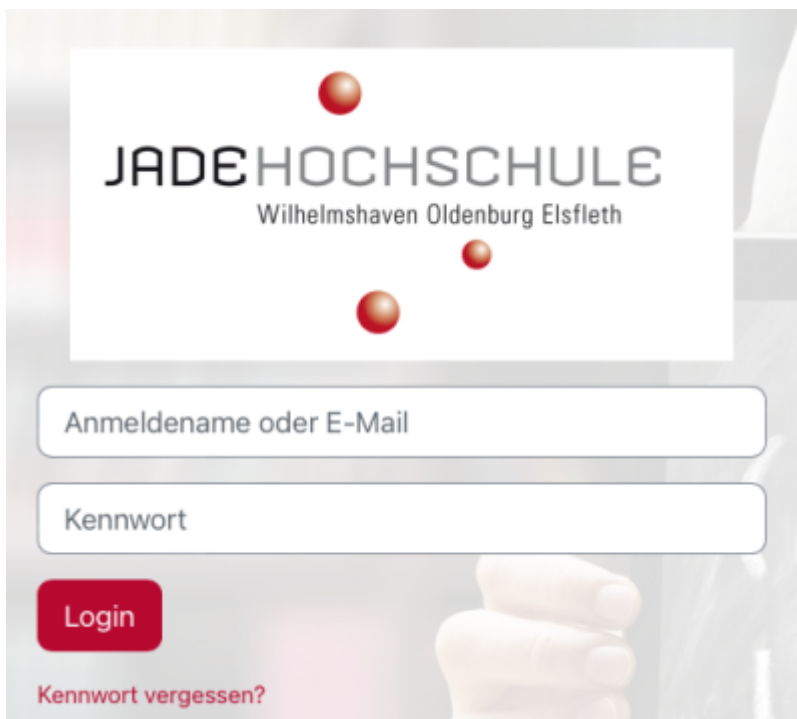 JADEHOCHSCHULE
Wilhelmshaven Oldenburg Elsfleth
Anmeldename oder E-Mail
Kennwort
Login
Kennwort vergessen?